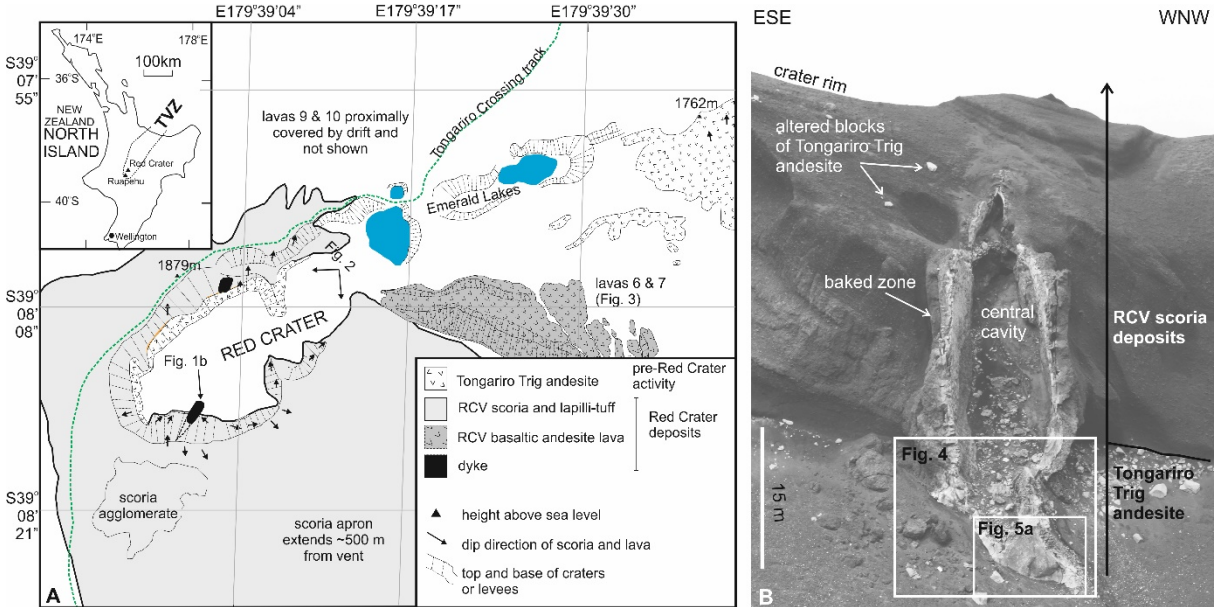 E179°39'04"
E179°39'17"
E179°39'30"
174°E
178°E
100km
36°S
NEW
ZEALAND
NORTH
ISLAND
TVZ
Red Crater
Ruapehu
40°S
Wellington
S39°
07'
55"
lavas 9 & 10 proximally
covered by drift and
not shown
Tongariro Crossing track
1762m
Emerald Lakes
1879m
Fig. 2
S39°
08'
08"
RED CRATER
lavas 6 & 7
(Fig. 3)
Fig. 1b
S39°
08'
21"
scoria
agglomerate
scoria apron
extends ~500 m
from vent
Tongariro Trig andesite
pre-Red Crater
activity
RCV scoria and lapilli-tuff
RCV basaltic andesite lava
Red Crater
deposits
dyke
height above sea level
dip direction of scoria and lava
top and base of craters
or levees
A
ESE
WNW
crater rim
altered blocks
of Tongariro Trig
andesite
baked zone
central
cavity
RCV scoria
deposits
Fig. 4
Tongariro
Trig
andesite
Fig. 5a
15 m
B